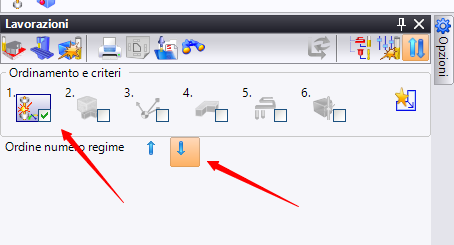 Lavorazioni
Opzioni
Ordinamento e criteri
1. 2. 3. 4. 5. 6.
Ordine numero regime